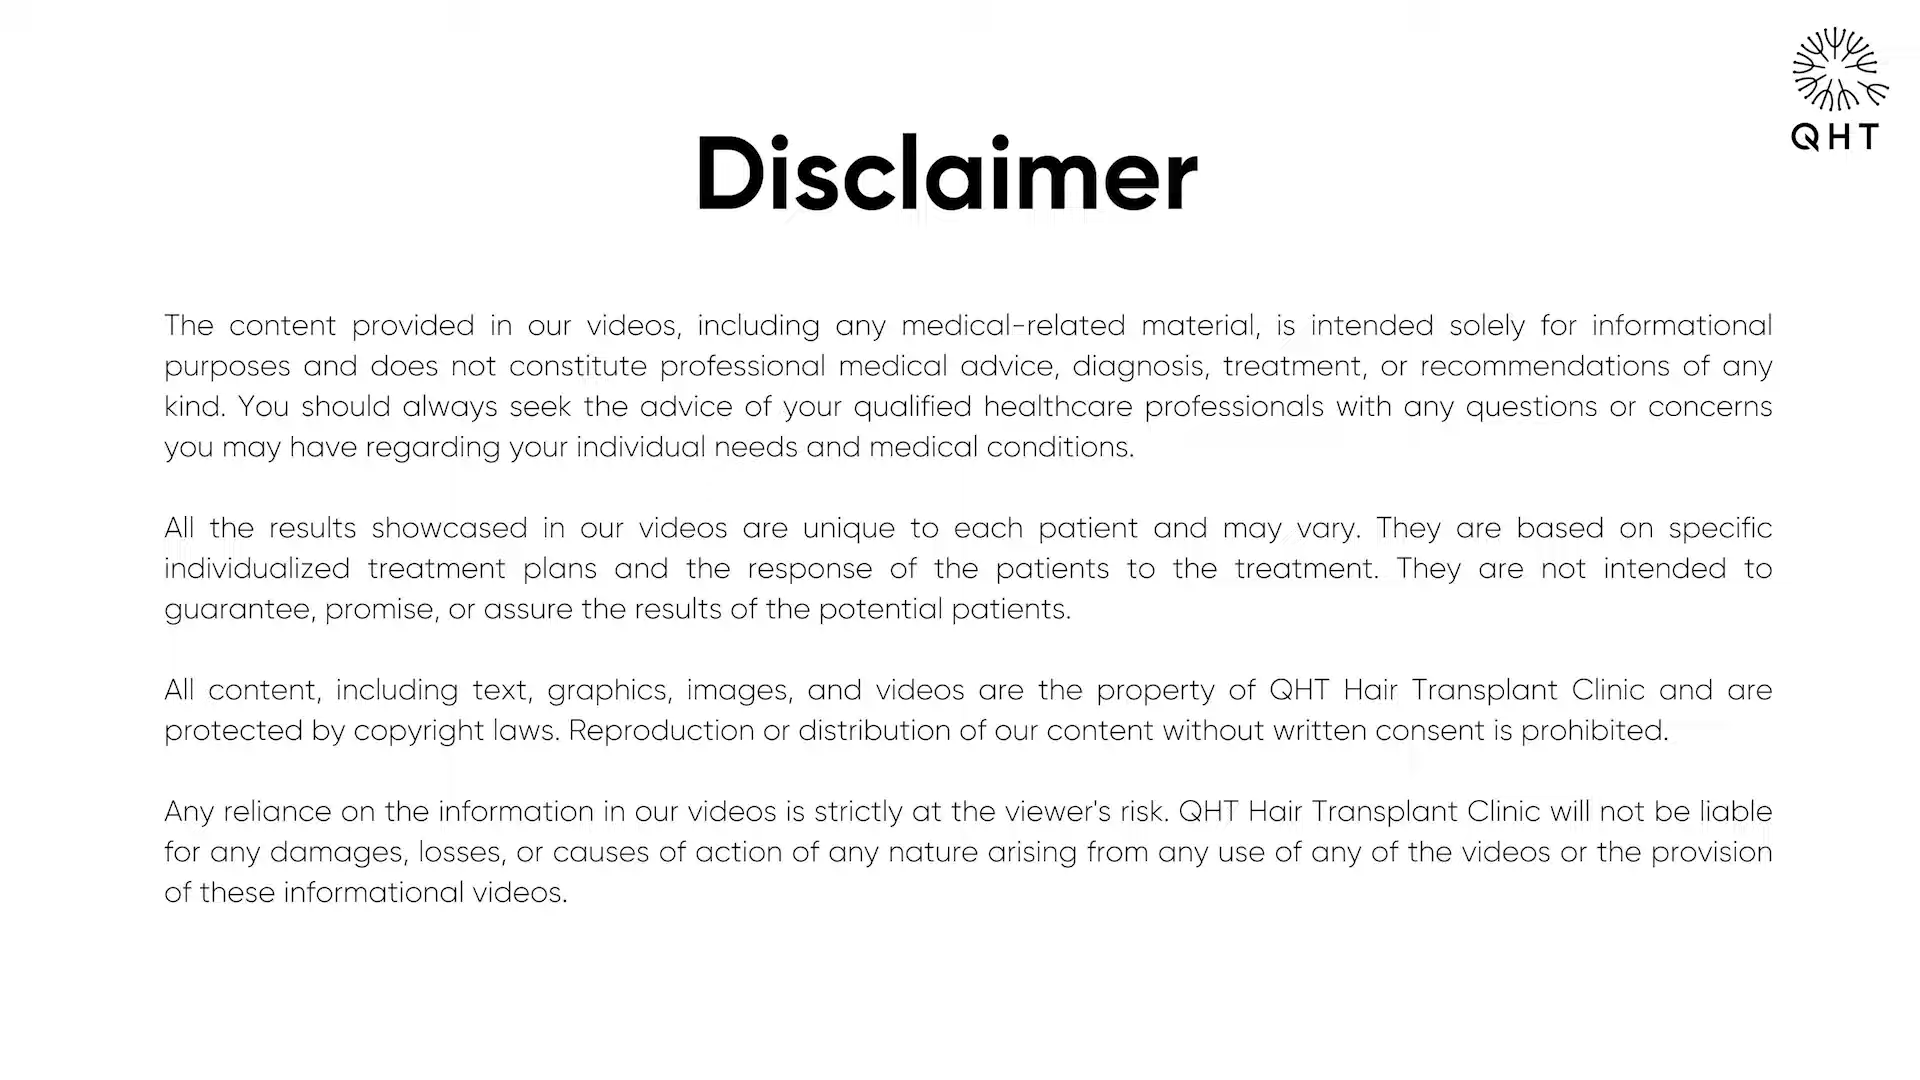 QHT
Disclaimer
The content provided in our videos, including any medical-related material, is intended solely for informational
purposes and does not constitute professional medical advice, diagnosis, treatment, or recommendations of any
kind. You should always seek the advice of your qualified healthcare professionals with any questions or concerns
you may have regarding your individual needs and medical conditions.
All the results showcased in our videos are unique to each patient and may vary. They are based on specific
individualized treatment plans and the response of the patients to the treatment. They are not intended to
guarantee, promise, or assure the results of the potential patients.
All content, including text, graphics, images, and videos are the property of QHT Hair Transplant Clinic and are
protected by copyright laws. Reproduction or distribution of our content without written consent is prohibited.
Any reliance on the information in our videos is strictly at the viewer's risk. QHT Hair Transplant Clinic will not be liable
for any damages, losses, or causes of action of any nature arising from any use of any of the videos or the provision
of these informational videos.